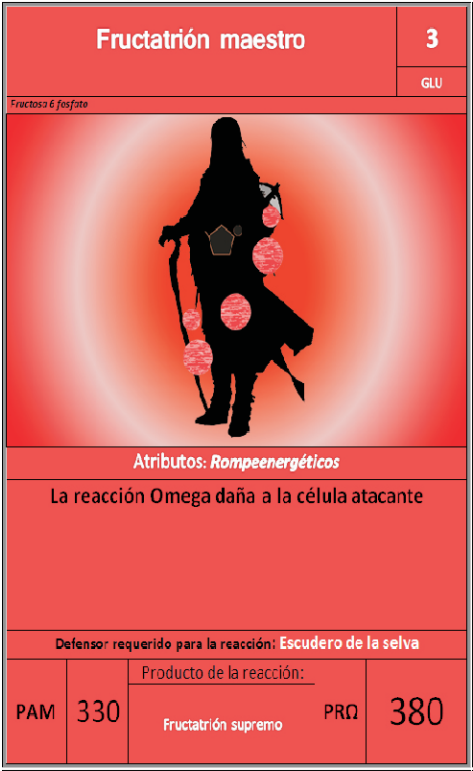 Fructatrión maestro
3
GLU
Fructosa 6 fosfato
Atributos: Rompeenergéticos
La reacción Omega daña a la célula atacante
Defensor requerido para la reacción: Escudero de la selva
Producto de la reacción:
PAM
330
Fructatrión supremo
PRΩ
380